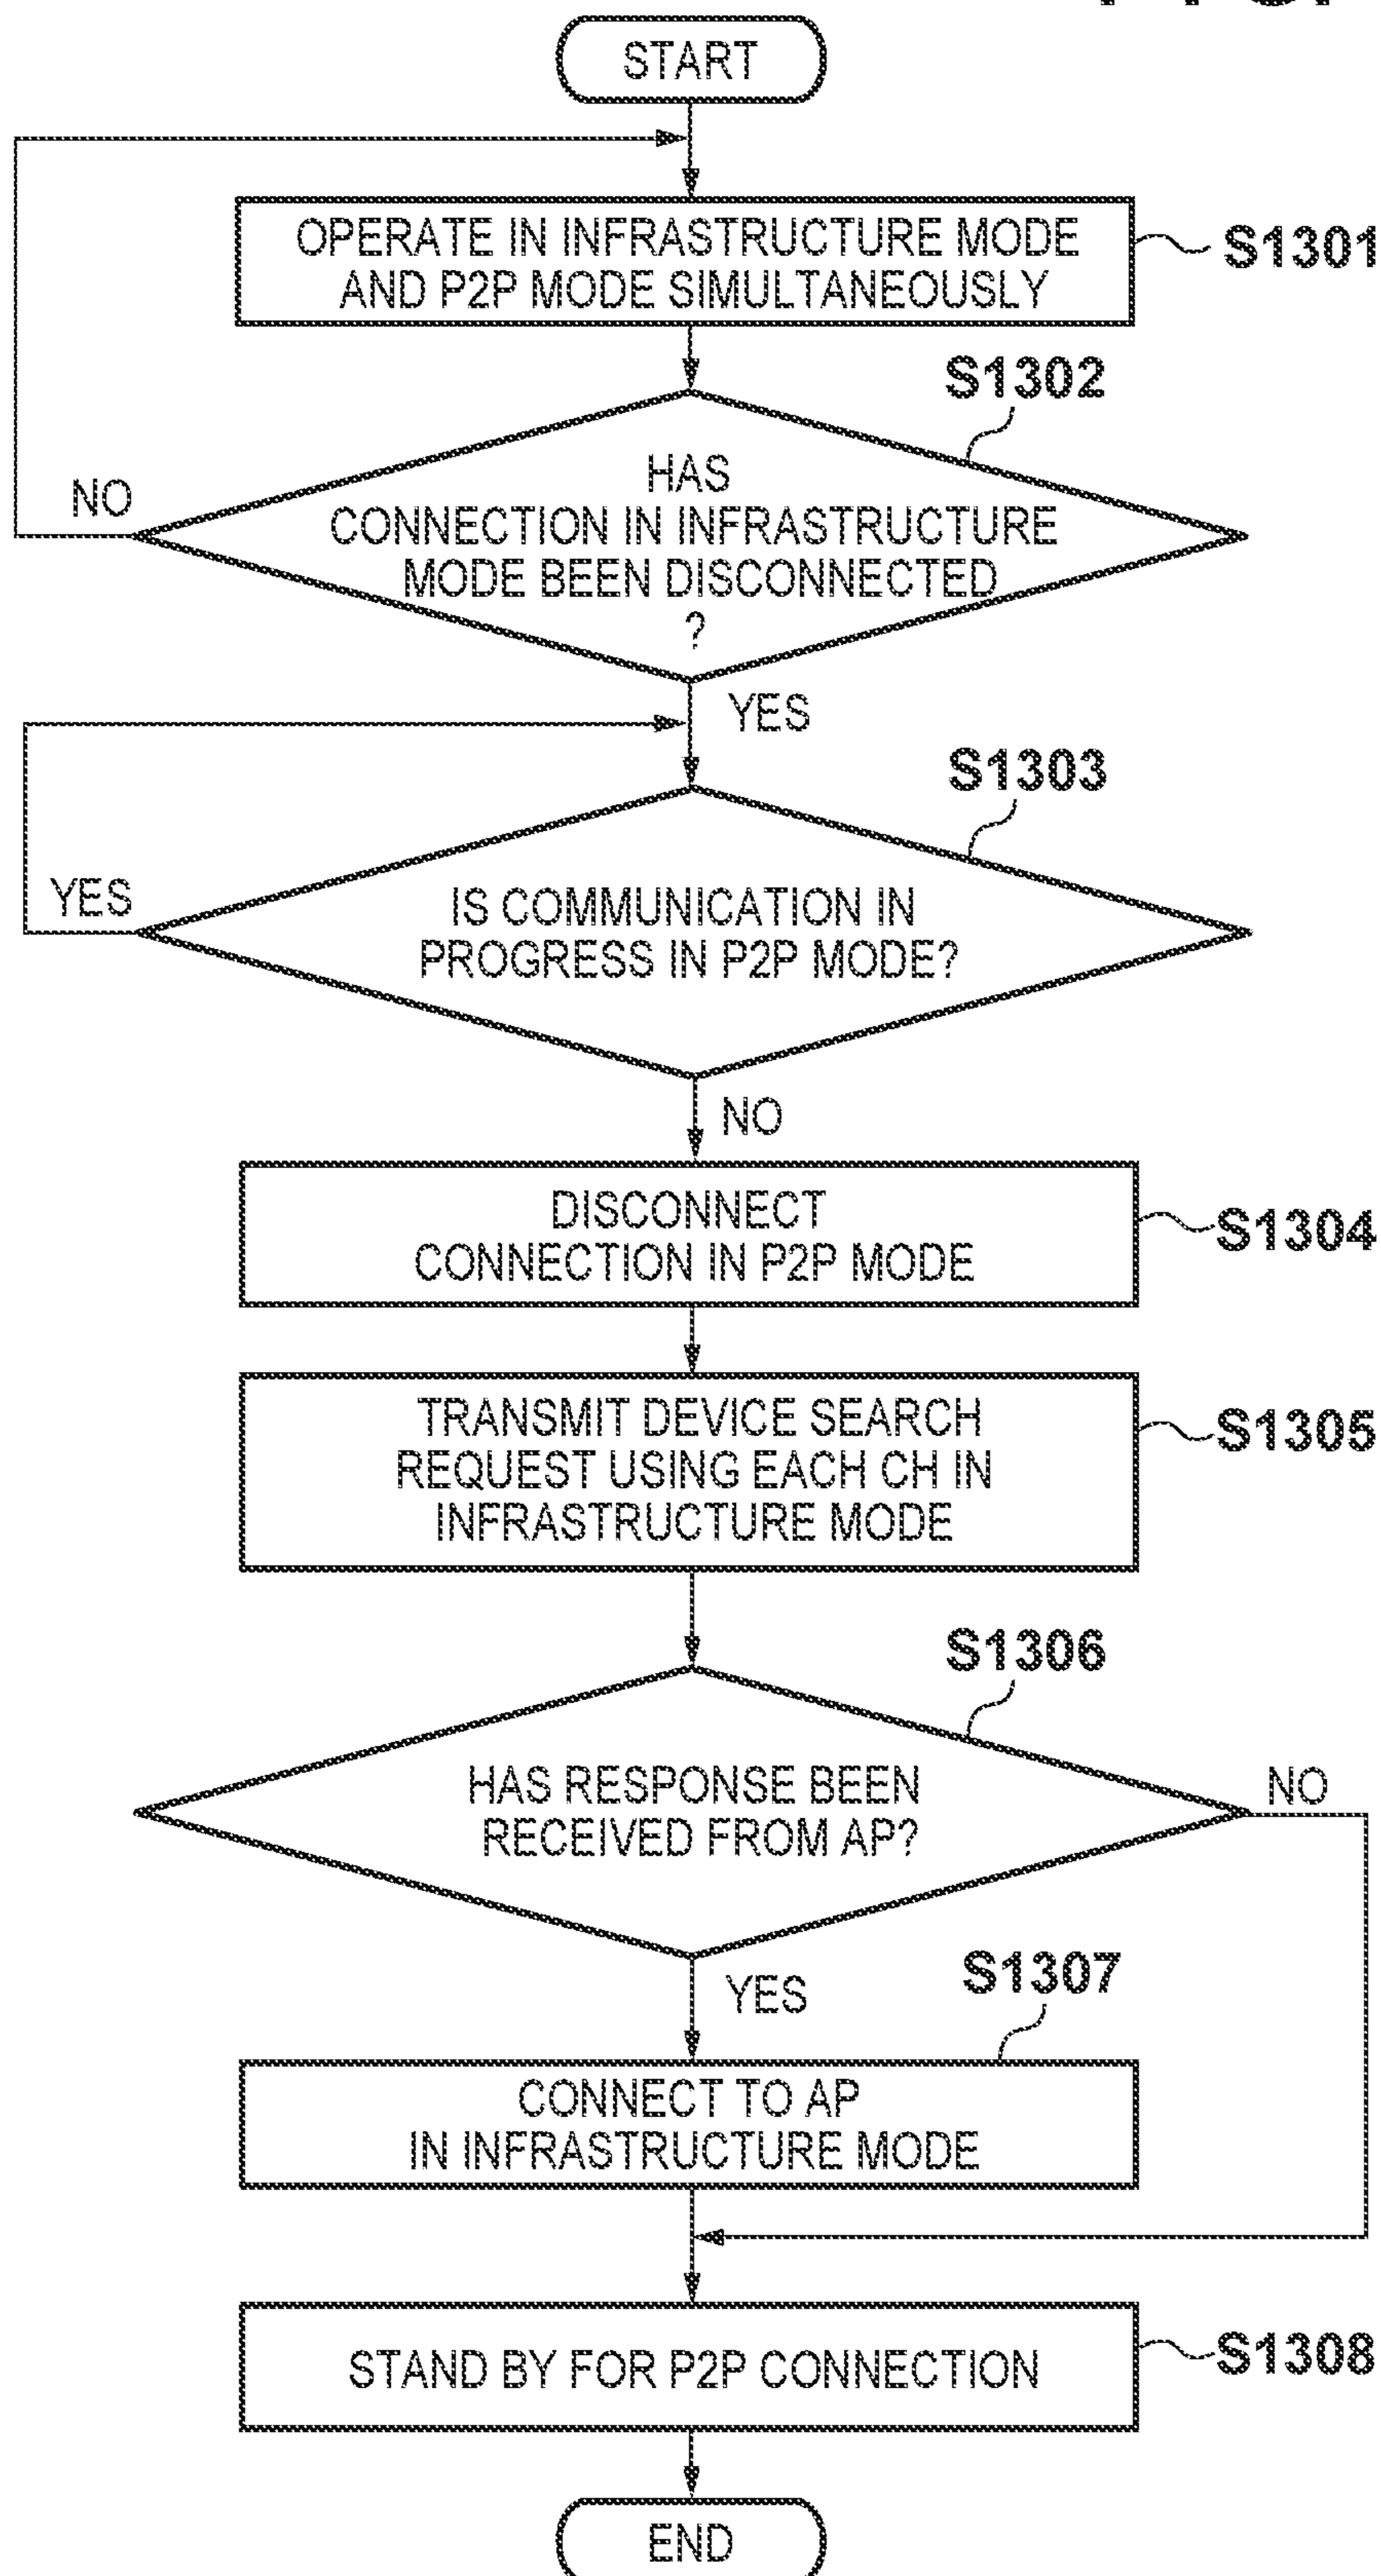 START
OPERATE IN INFRASTRUCTURE MODE
AND P2P MODE SIMULTANEOUSLY
S1301
S1302
HAS
CONNECTION IN INFRASTRUCTURE
MODE BEEN DISCONNECTED
?
NO
YES
S1303
IS COMMUNICATION IN
PROGRESS IN P2P MODE?
YES
NO
DISCONNECT
CONNECTION IN P2P MODE
S1304
TRANSMIT DEVICE SEARCH
REQUEST USING EACH CH IN
INFRASTRUCTURE MODE
S1305
S1306
HAS RESPONSE BEEN
RECEIVED FROM AP?
NO
YES
S1307
CONNECT TO AP
IN INFRASTRUCTURE MODE
STAND BY FOR P2P CONNECTION
S1308
END